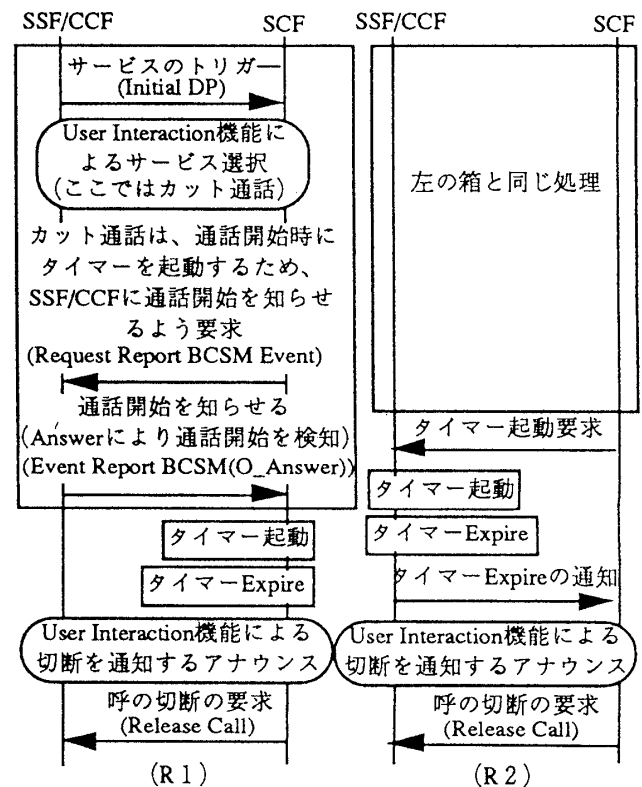 SSF/CCF SCF
サービスのトリガー
(Initial DP)
User Interaction機能に
よるサービス選択
(ここではカット通話)
カット通話は、通話開始時に
タイマーを起動するため、
SSF/CCFに通話開始を知らせ
るよう要求
(Request Report BCSM Event)
通話開始を知らせる
(Answerにより通話開始を検知)
(Event Report BCSM(O_Answer))
タイマー起動
タイマーExpire
User Interaction機能による
切断を通知するアナウンス
呼の切断の要求
(Release Call)
(R1)
SSF/CCF SCF
左の箱と同じ処理
タイマー起動要求
タイマー起動
タイマーExpire
タイマーExpireの通知
User Interaction機能による
切断を通知するアナウンス
呼の切断の要求
(Release Call)
(R2)